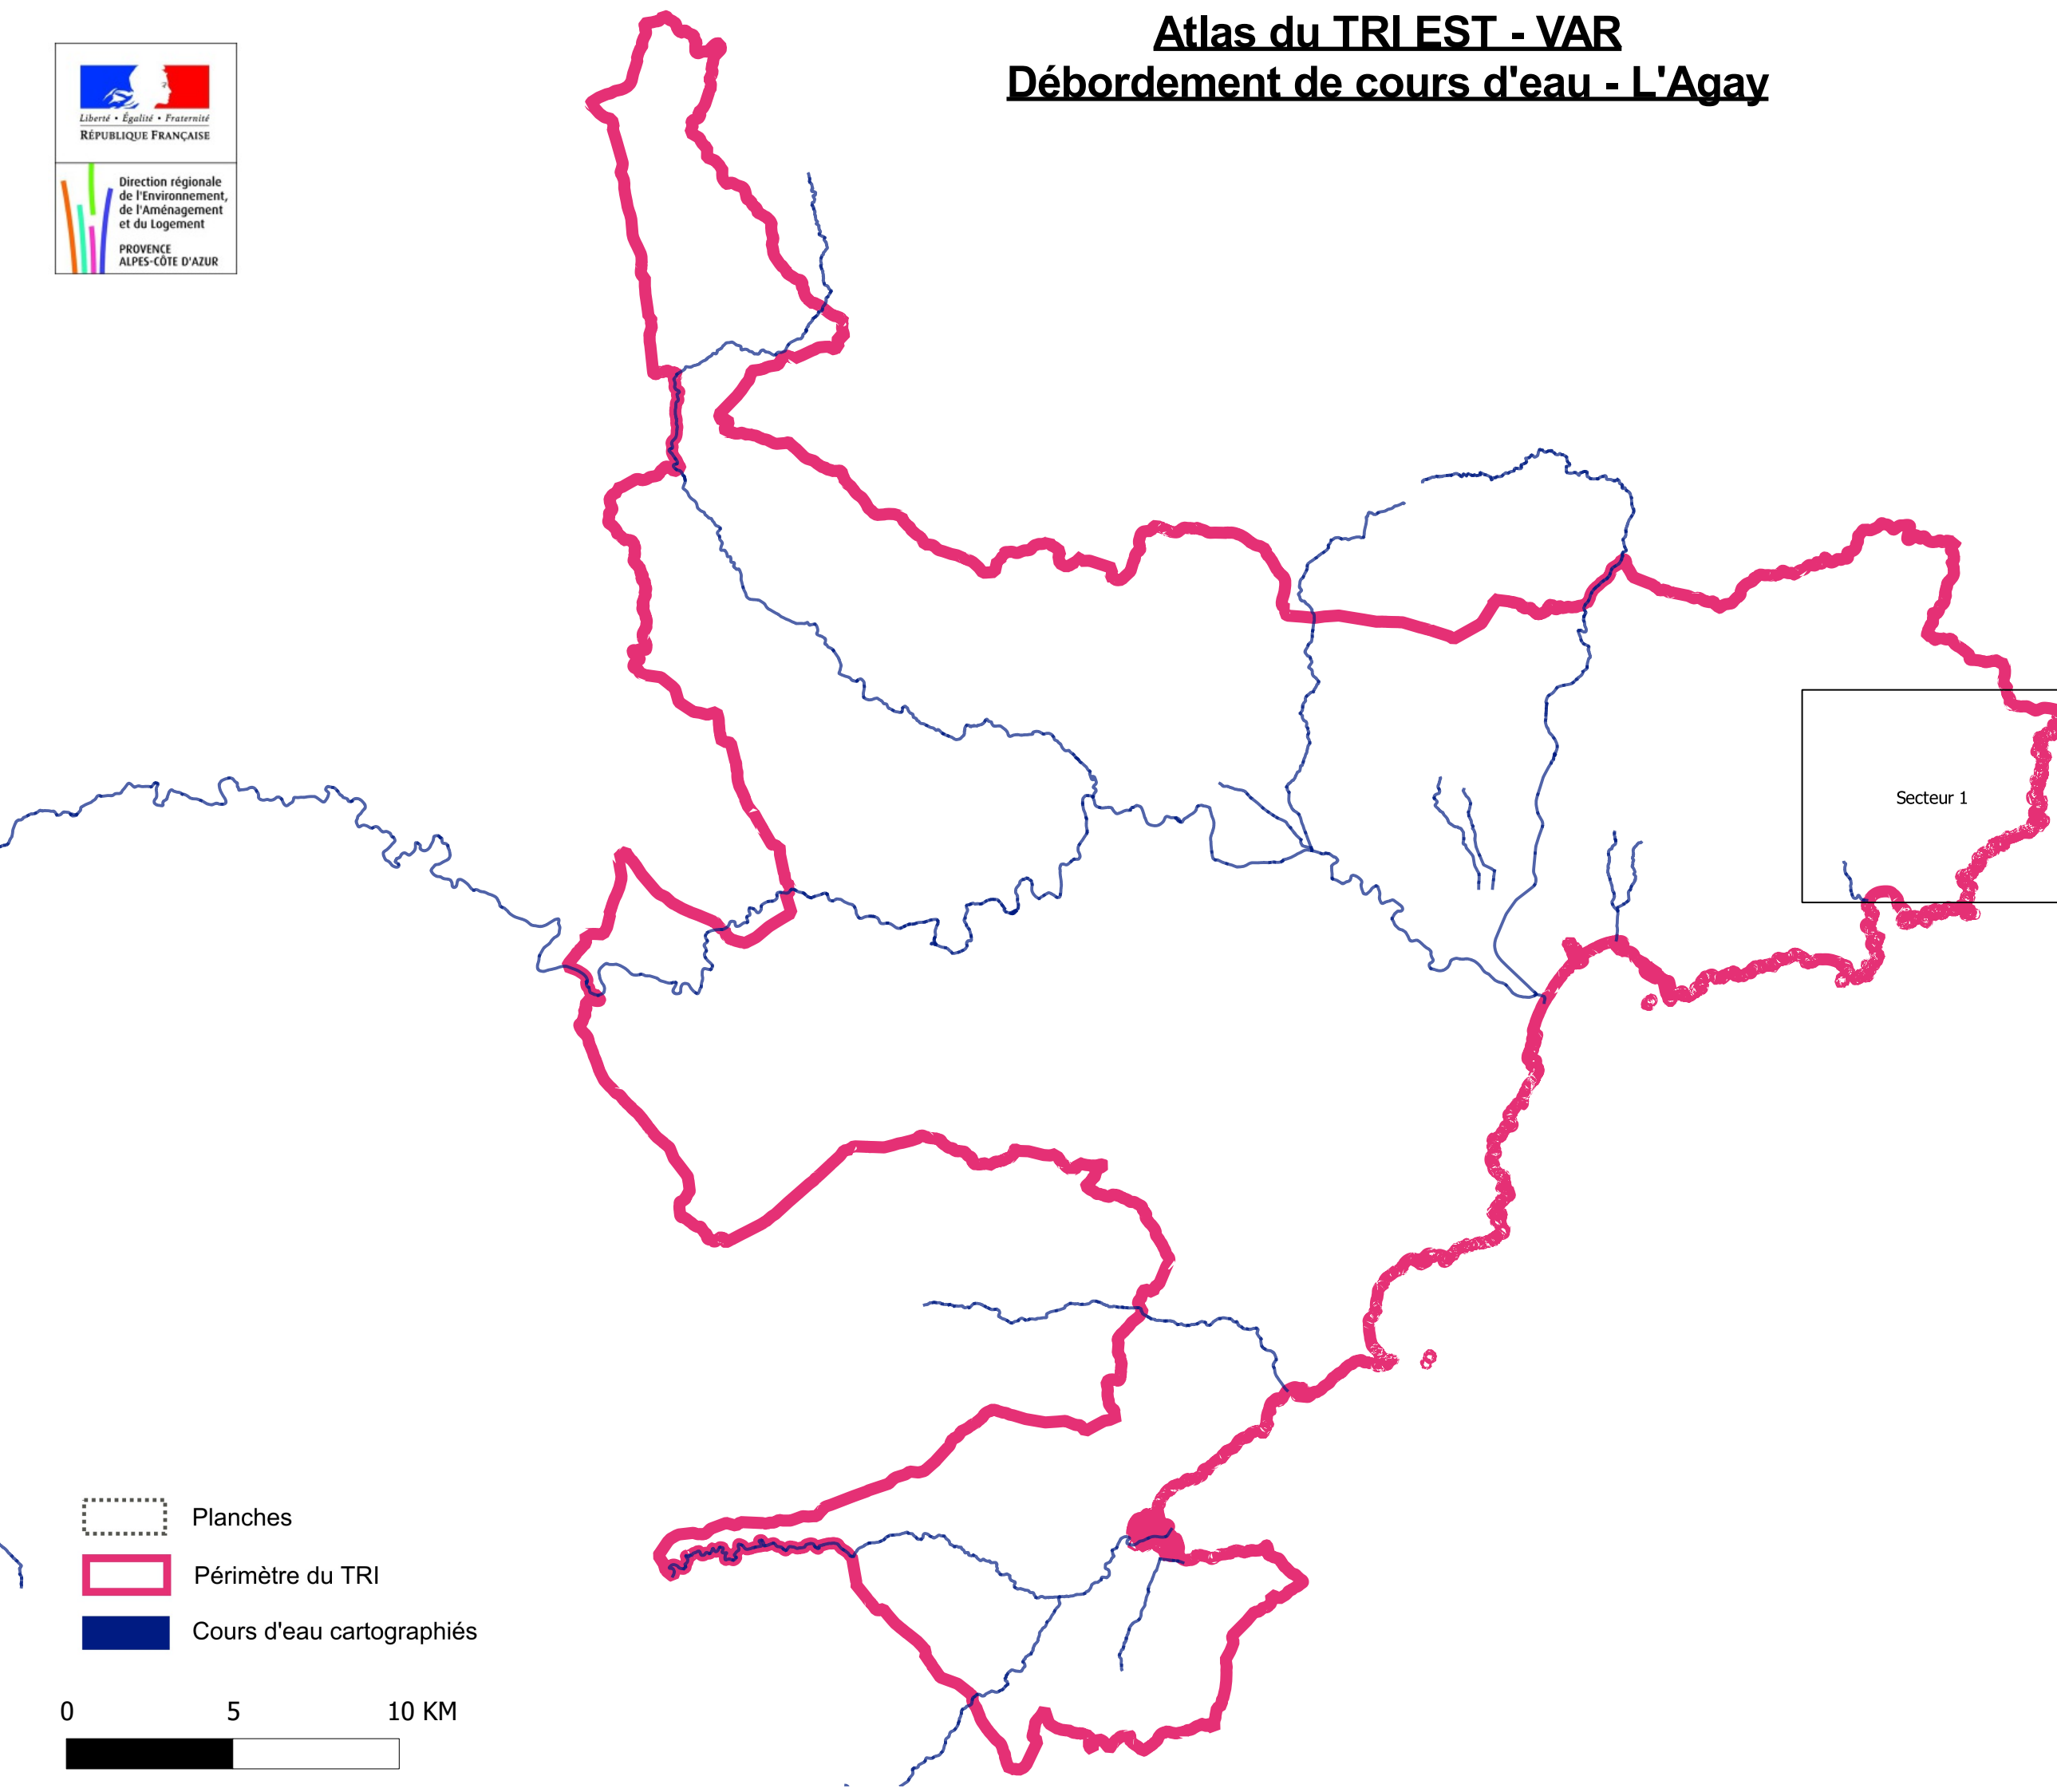 Atlas du TRI EST - VAR
Débordement de cours d'eau - L'Agay
Liberté • Égalité • Fraternité
RÉPUBLIQUE FRANÇAISE
Direction régionale
de l'Environnement,
de l'Aménagement
et du Logement
PROVENCE
ALPES-CÔTE D'AZUR
Secteur 1
Planches
Périmètre du TRI
Cours d'eau cartographiés
0 5 10 KM